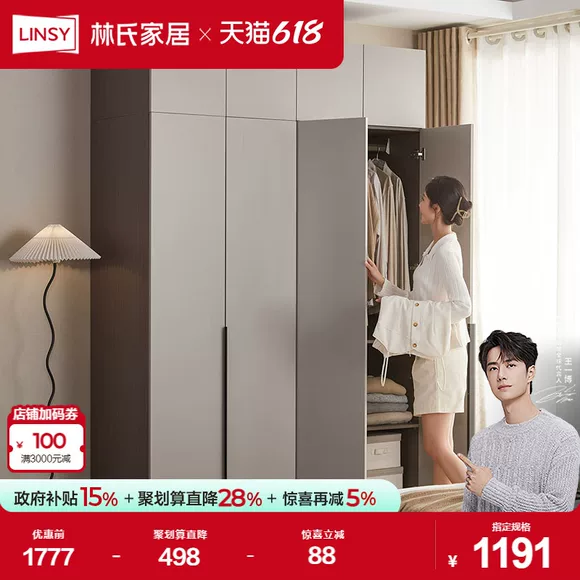 LINSY 林氏家居 × 天猫618
王一博
店铺加码券
¥ 100
满3000元减
政府补贴15% + 聚划算直降28% + 惊喜再减5%
优惠前 聚划算直降 惊喜立减 指定规格
1777 - 498 - 88 ¥ 1191